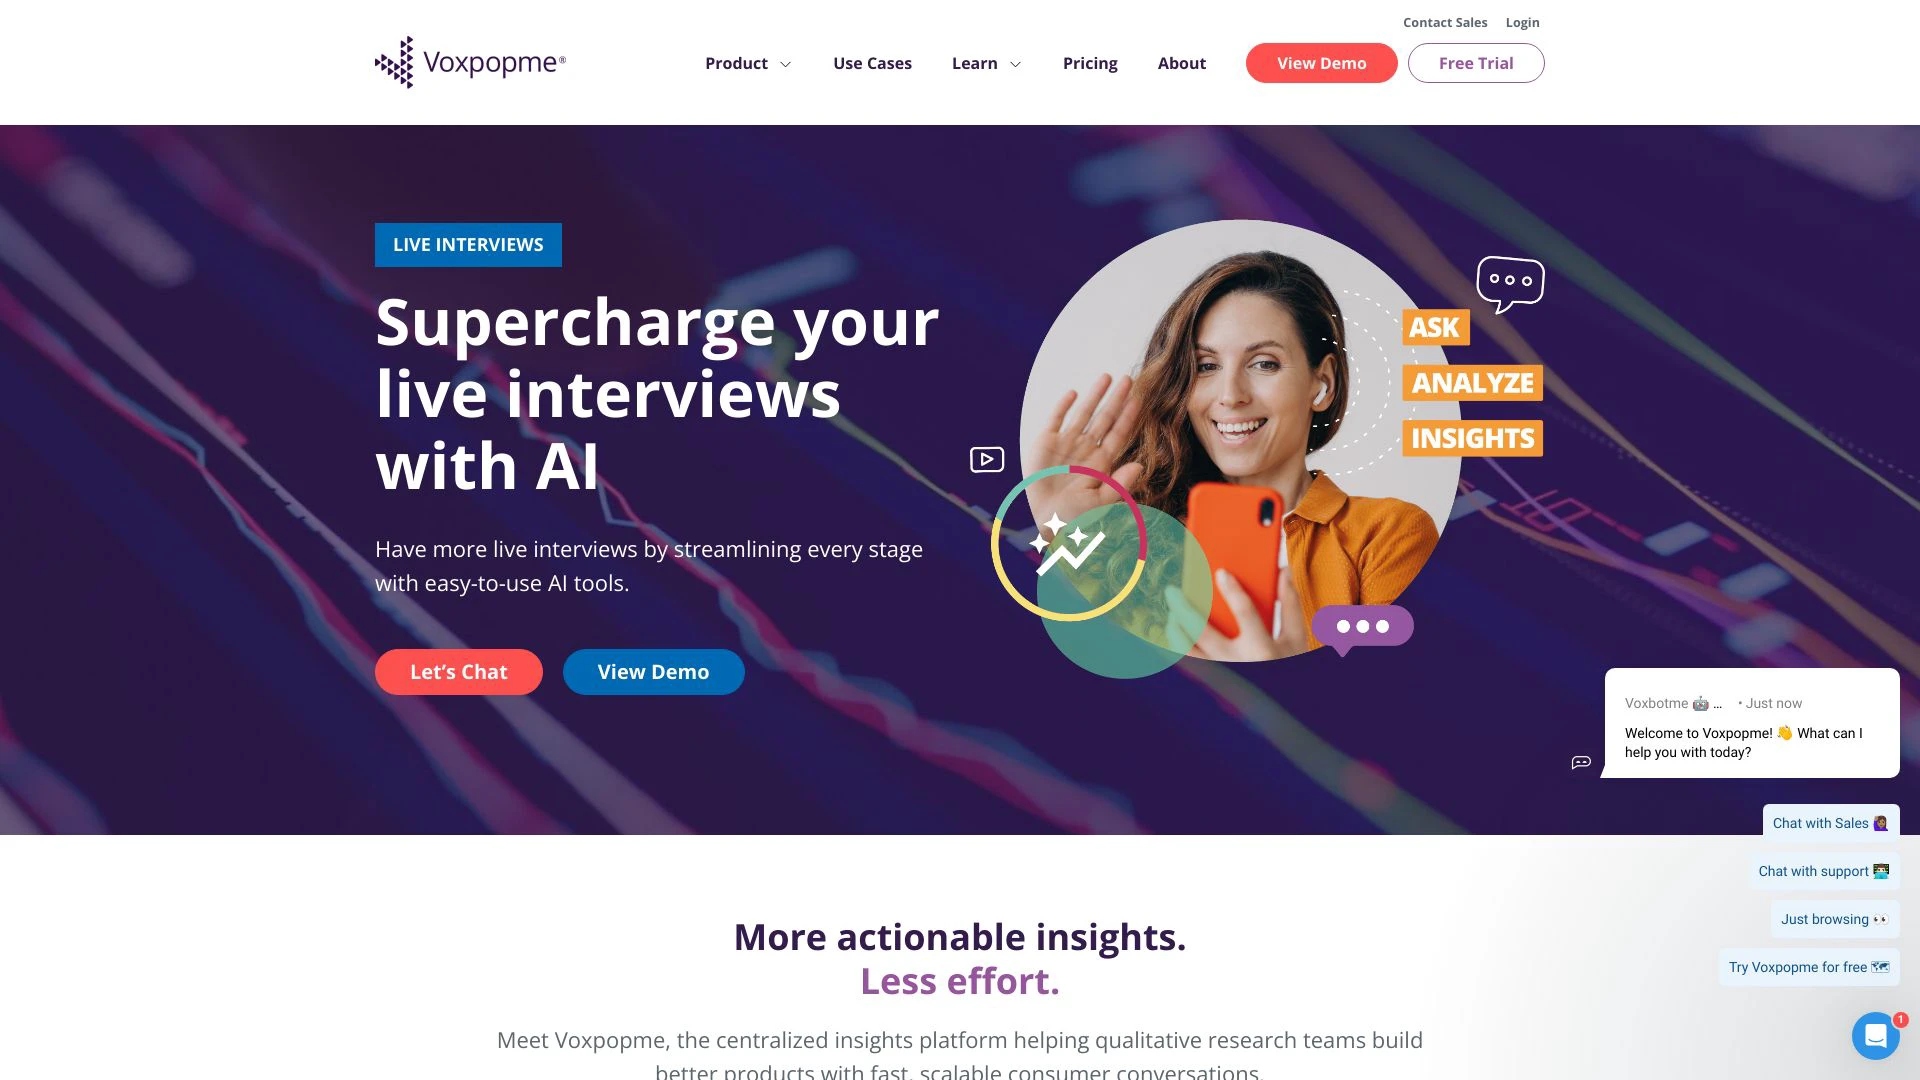 Contact Sales Login
Voxpopme®
Product Use Cases Learn Pricing About View Demo Free Trial
LIVE INTERVIEWS
Supercharge your
live interviews
with AI
Have more live interviews by streamlining every stage
with easy-to-use AI tools.
Let’s Chat View Demo
ASK
ANALYZE
INSIGHTS
Voxbotme 🤖 ... • Just now
Welcome to Voxpopme! 👋 What can I
help you with today?
Chat with Sales 🙋🏾‍♀️
Chat with support 👨🏻‍💻
Just browsing 👀
Try Voxpopme for free 🗺️
1
More actionable insights.
Less effort.
Meet Voxpopme, the centralized insights platform helping qualitative research teams build
better products with fast, scalable consumer conversations.